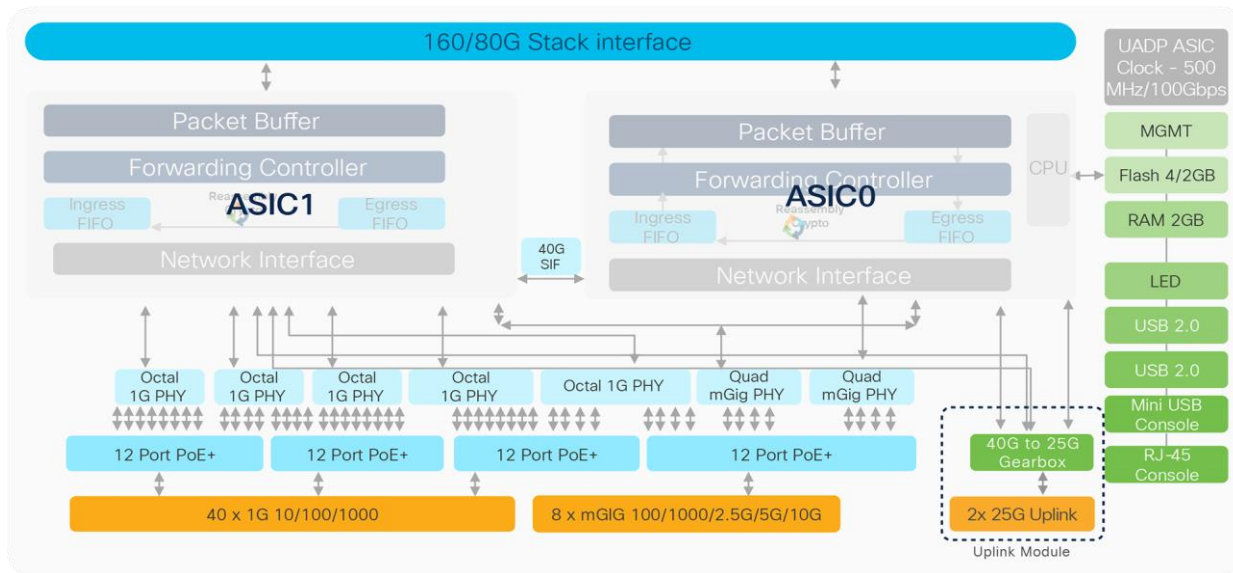 160/80G Stack interface
UADP ASIC
Clock - 500
MHz/100Gbps
Packet Buffer
Forwarding Controller
ASIC1
Ingress
FIFO
Egress
FIFO
Network Interface
40G
SIF
Packet Buffer
Forwarding Controller
ASIC0
Reassembly
Crypto
Ingress
FIFO
Egress
FIFO
Network Interface
CPU
MGMT
Flash 4/2GB
RAM 2GB
LED
USB 2.0
USB 2.0
Mini USB
Console
RJ-45
Console
Octal
1G PHY
Octal
1G PHY
Octal
1G PHY
Octal
1G PHY
Octal 1G PHY
Quad
mGig PHY
Quad
mGig PHY
12 Port PoE+
12 Port PoE+
12 Port PoE+
12 Port PoE+
40G to 25G
Gearbox
40 x 1G 10/100/1000
8 x mGIG 100/1000/2.5G/5G/10G
2x 25G Uplink
Uplink Module